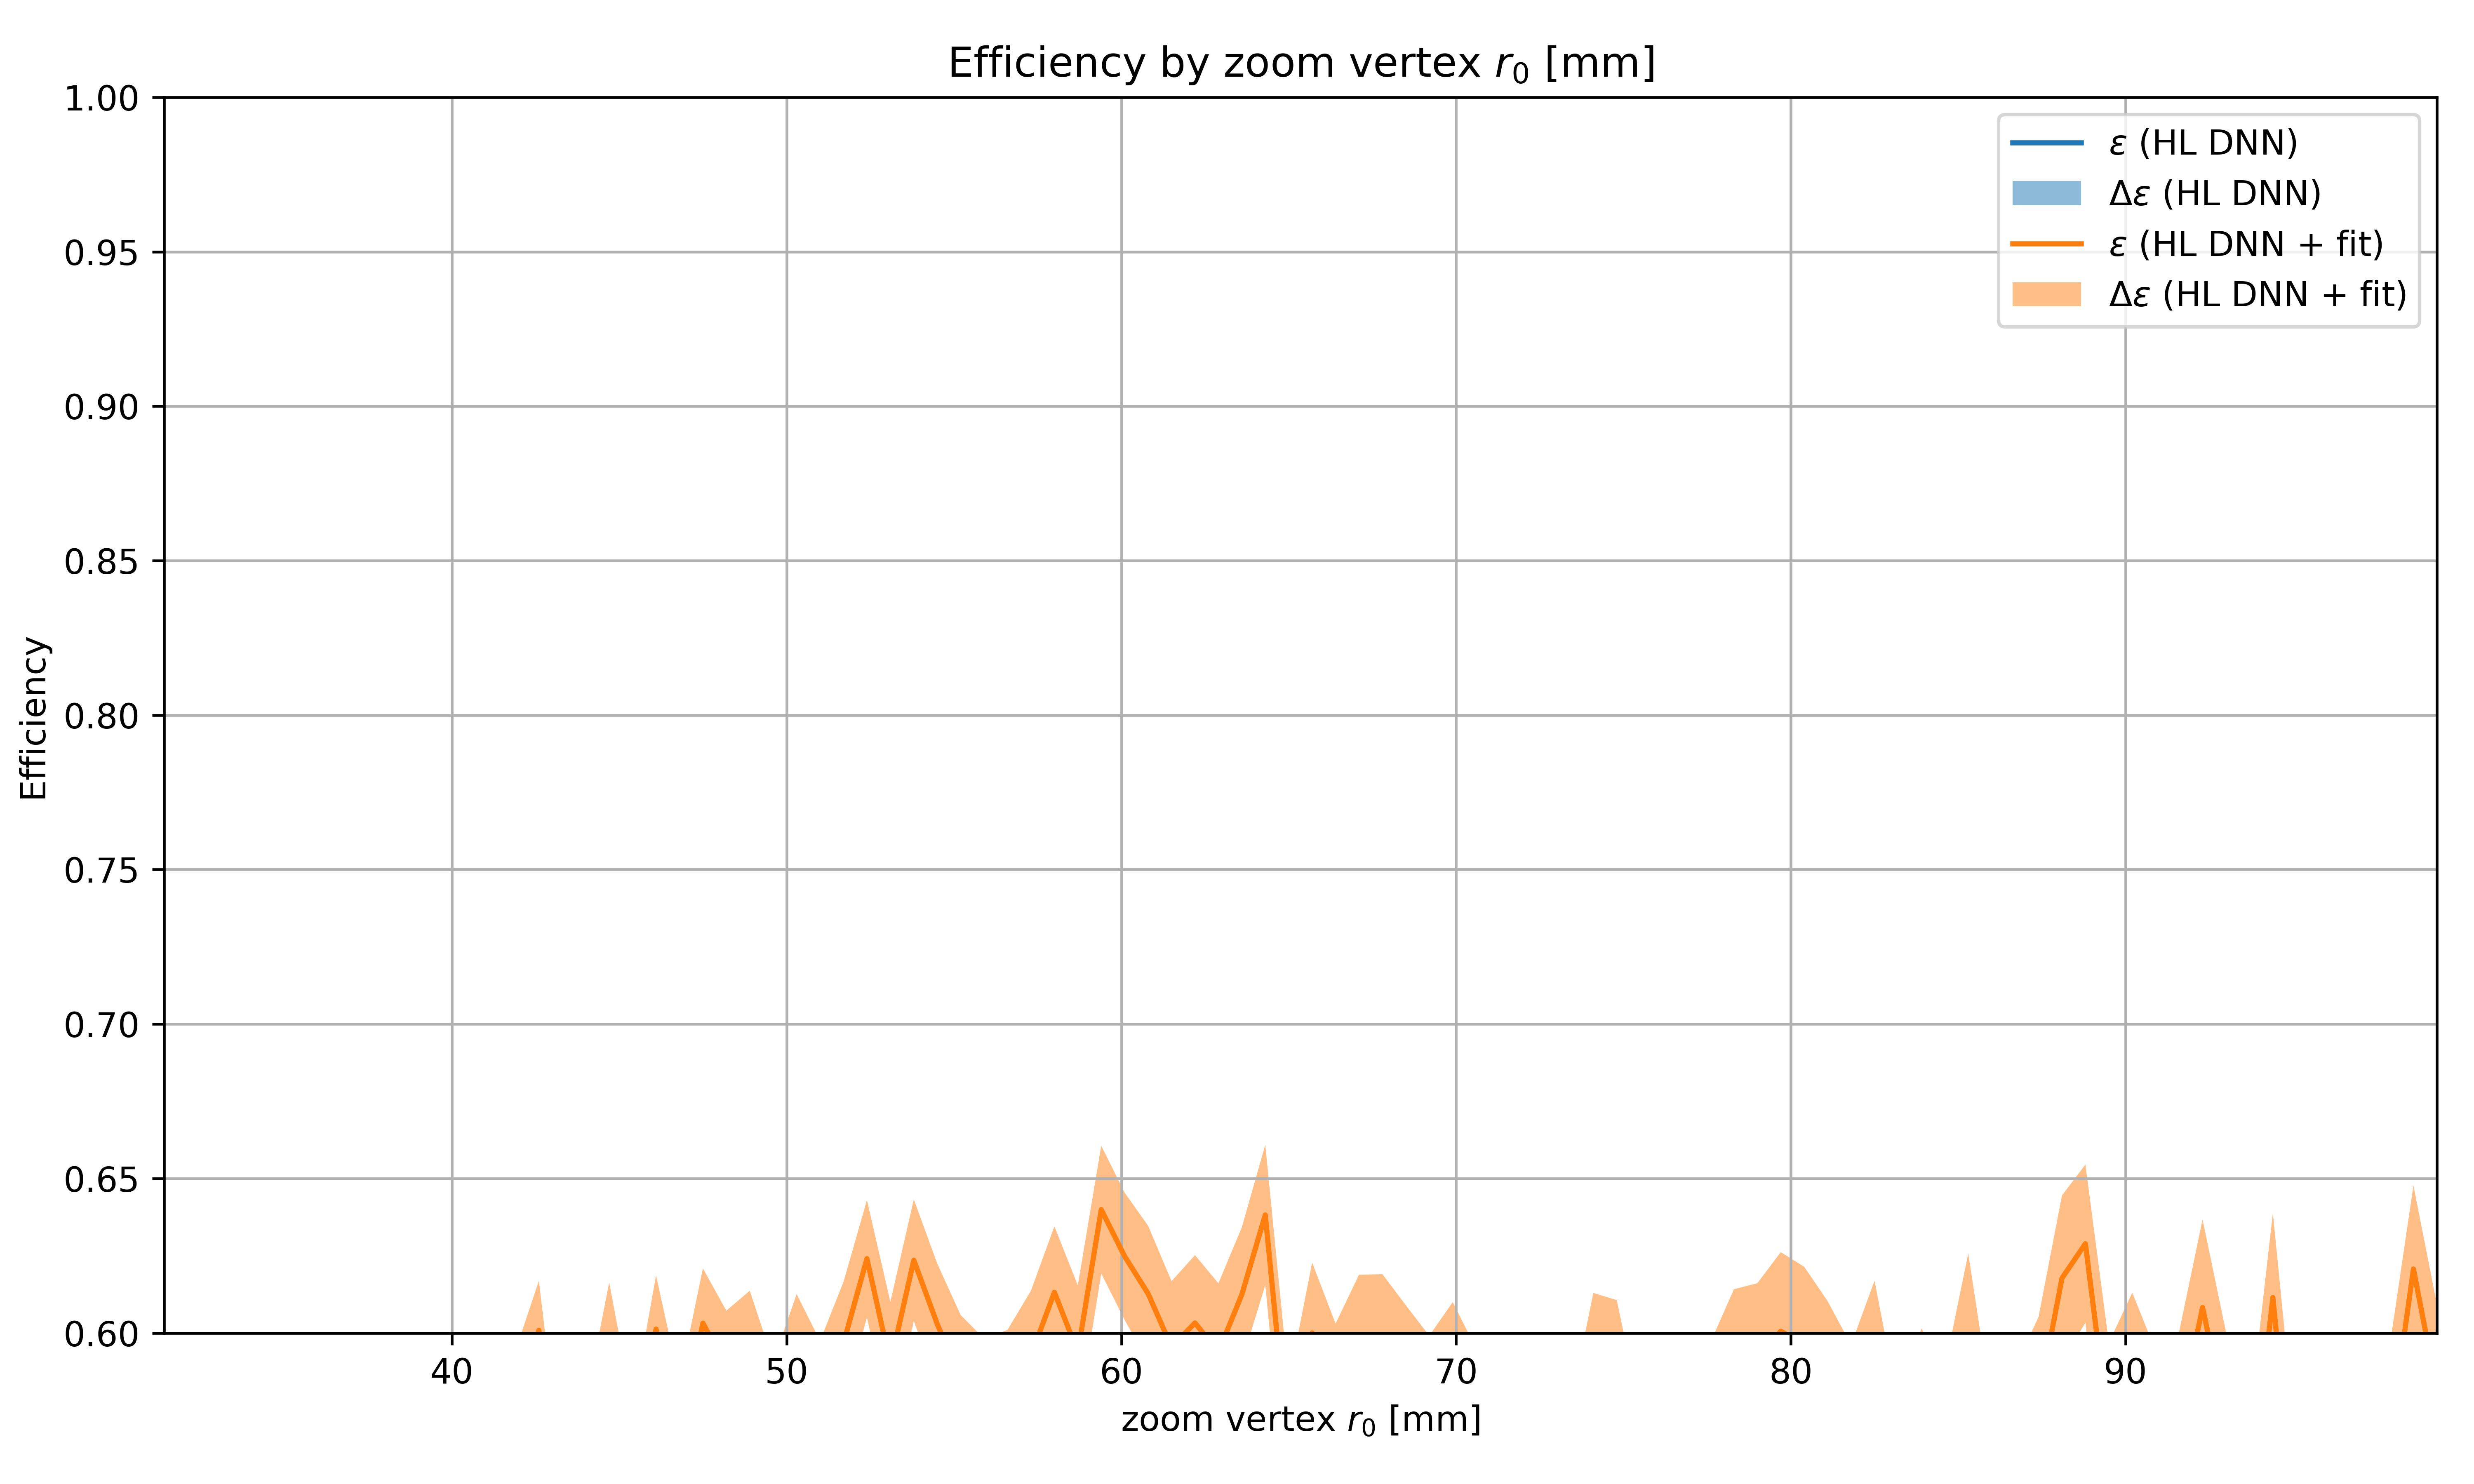 Efficiency by zoom vertex r₀ [mm]
1.00
0.95
0.90
0.85
0.80
0.75
0.70
0.65
0.60
Efficiency
ε (HL DNN)
Δε (HL DNN)
ε (HL DNN + fit)
Δε (HL DNN + fit)
40 50 60 70 80 90
zoom vertex r₀ [mm]